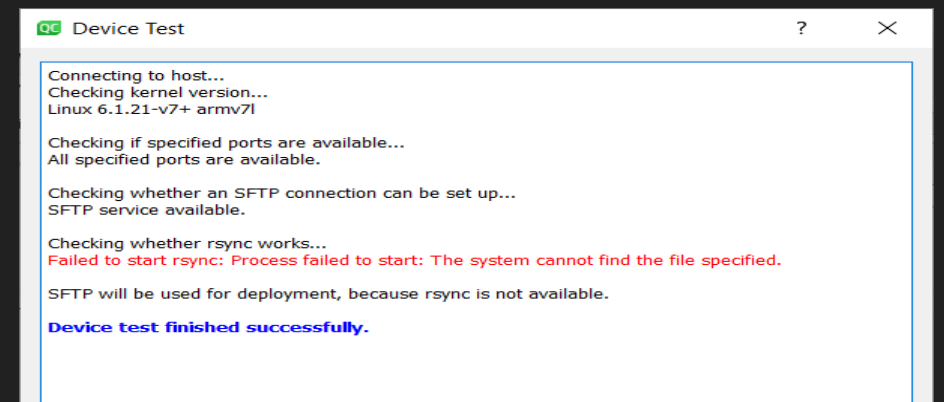 QC Device Test ?
Connecting to host...
Checking kernel version...
Linux 6.1.21-v7+ armv7l
Checking if specified ports are available...
All specified ports are available.
Checking whether an SFTP connection can be set up...
SFTP service available.
Checking whether rsync works...
Failed to start rsync: Process failed to start: The system cannot find the file specified.
SFTP will be used for deployment, because rsync is not available.
Device test finished successfully.